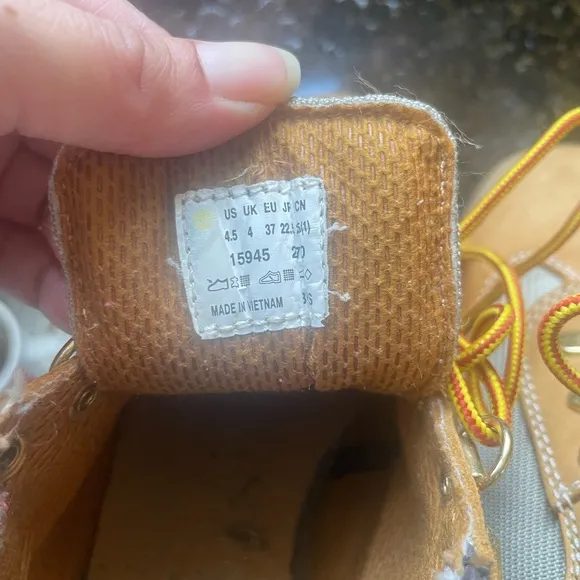 US UK EU JP CN
4.5 4 37 22.5 (1)
15945
MADE IN VIETNAM